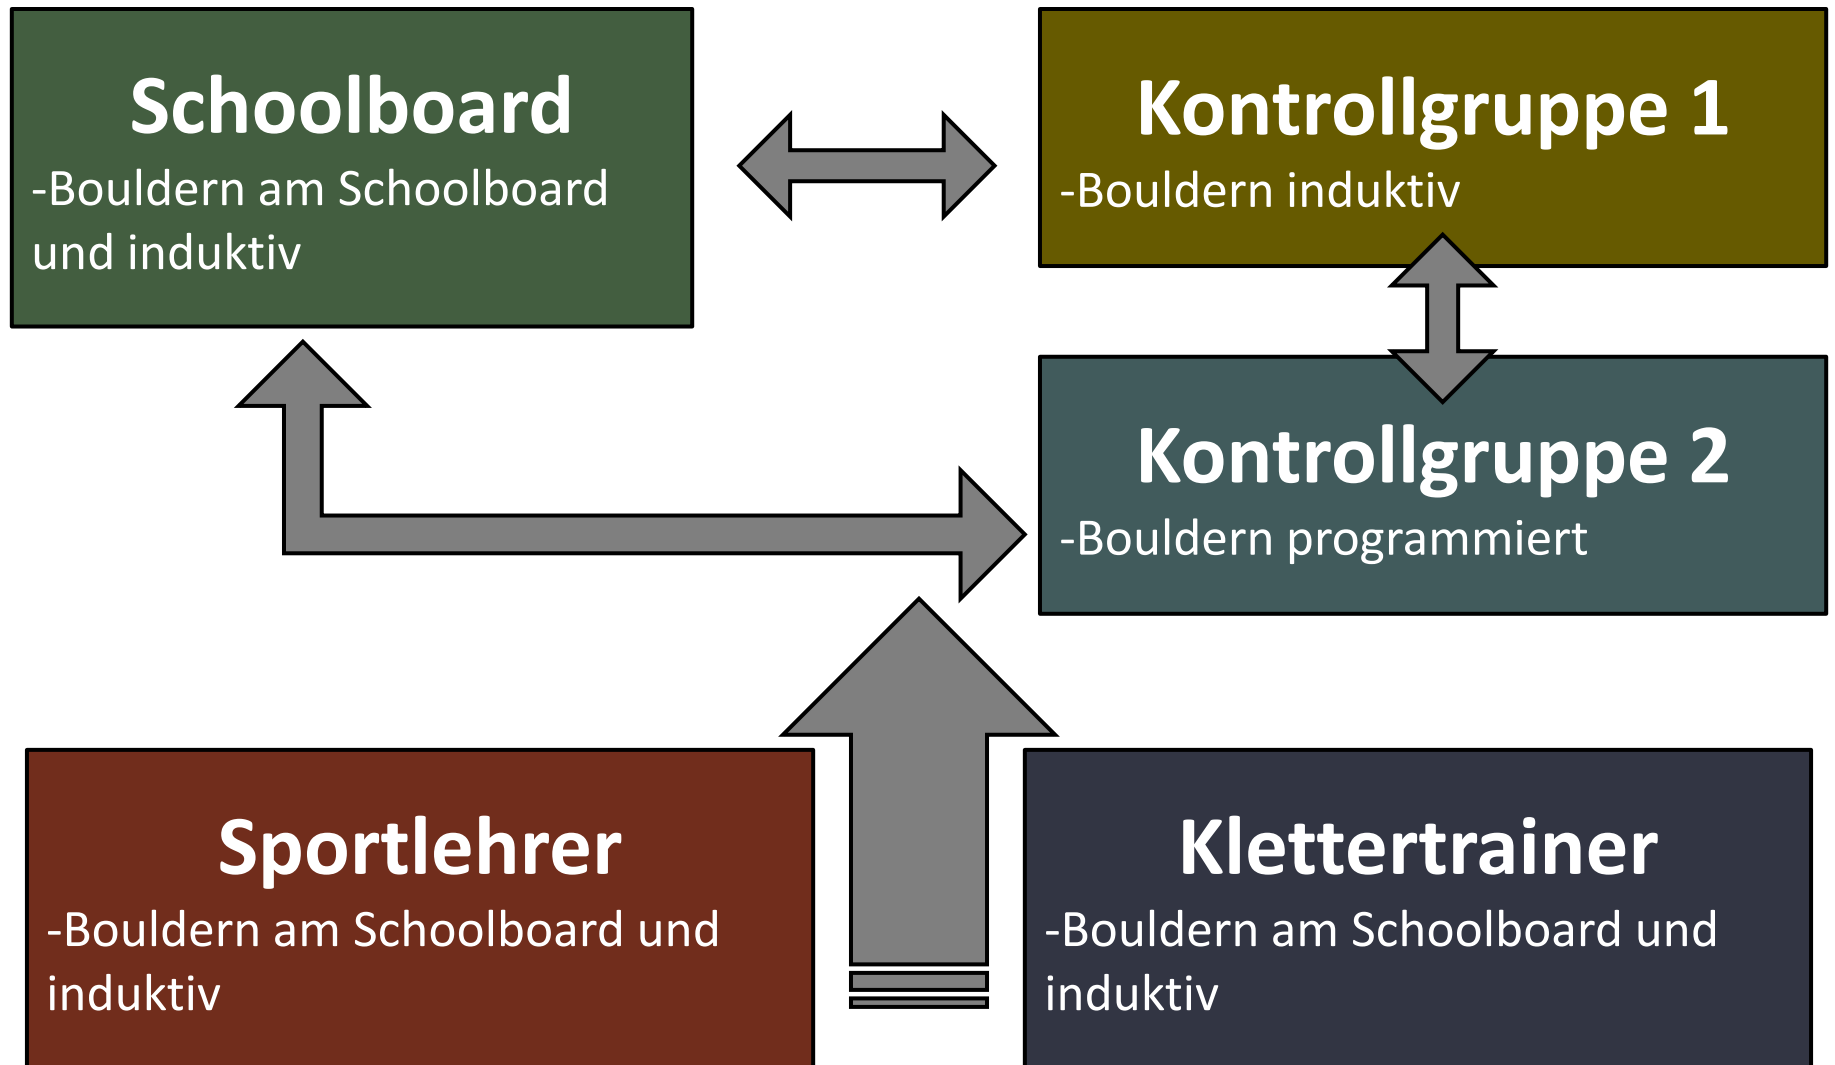 Schoolboard
-Bouldern am Schoolboard
und induktiv
Kontrollgruppe 1
-Bouldern induktiv
Kontrollgruppe 2
-Bouldern programmiert
Sportlehrer
-Bouldern am Schoolboard und
induktiv
Klettertrainer
-Bouldern am Schoolboard und
induktiv